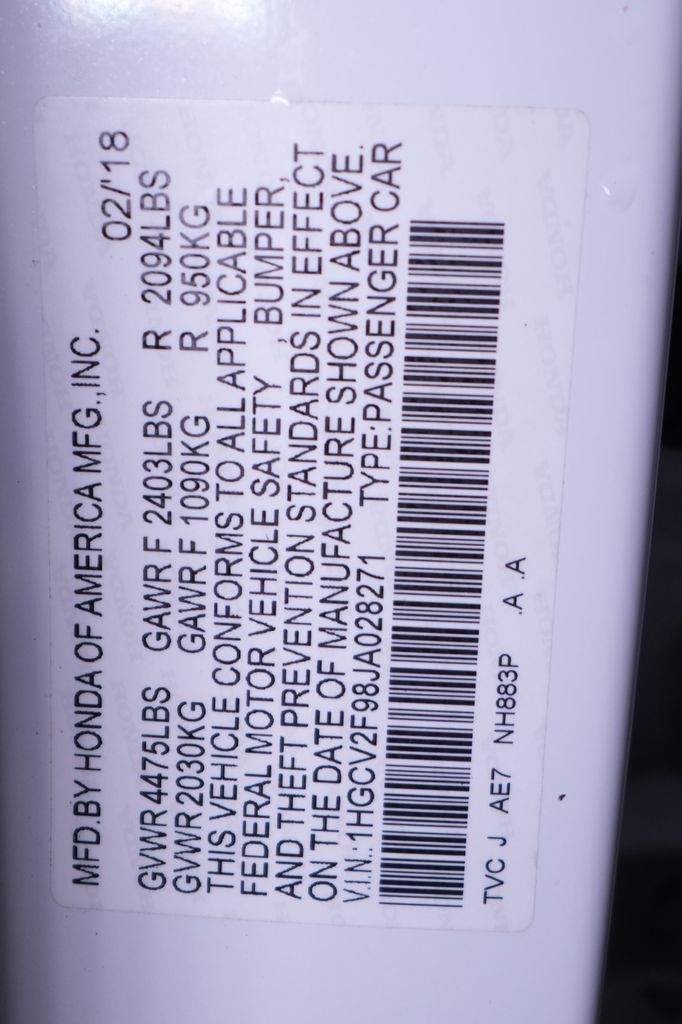 MFD.BY HONDA OF AMERICA MFG.,INC.
02/'18
GVWR 4475LBS GAWR F 2403LBS R 2094LBS
GVWR 2030KG GAWR F 1090KG R 950KG
THIS VEHICLE CONFORMS TO ALL APPLICABLE
FEDERAL MOTOR VEHICLE SAFETY , BUMPER,
AND THEFT PREVENTION STANDARDS IN EFFECT
ON THE DATE OF MANUFACTURE SHOWN ABOVE.
V.I.N.:1HGCV2F98JA028271 TYPE:PASSENGER CAR
TVC J AE7 NH883P .A .A